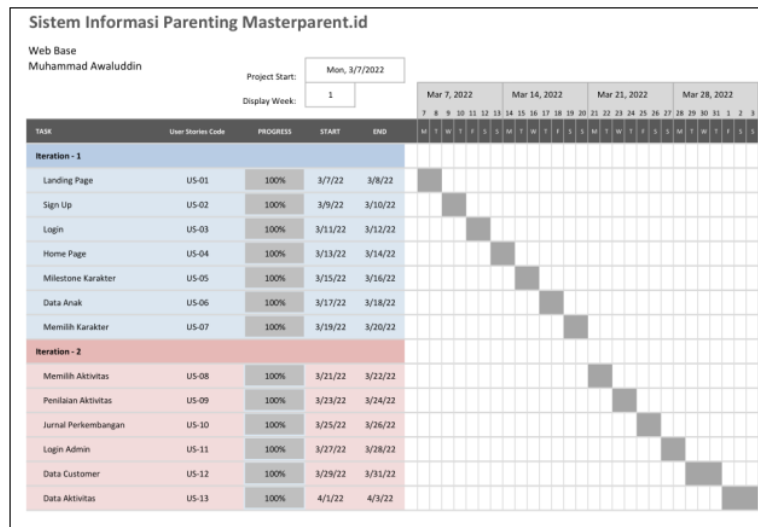 Sistem Informasi Parenting Masterparent.id
Web Base
Muhammad Awaluddin
Project Start: Mon, 3/7/2022
Display Week: 1
Mar 7, 2022 Mar 14, 2022 Mar 21, 2022 Mar 28, 2022
7 8 9 10 11 12 13 14 15 16 17 18 19 20 21 22 23 24 25 26 27 28 29 30 31 1 2 3
TASK User Stories Code PROGRESS START END M T W T F S S M T W T F S S M T W T F S S M T W T F S S
Iteration - 1
Landing Page US-01 100% 3/7/22 3/8/22
Sign Up US-02 100% 3/9/22 3/10/22
Login US-03 100% 3/11/22 3/12/22
Home Page US-04 100% 3/13/22 3/14/22
Milestone Karakter US-05 100% 3/15/22 3/16/22
Data Anak US-06 100% 3/17/22 3/18/22
Memilih Karakter US-07 100% 3/19/22 3/20/22
Iteration - 2
Memilih Aktivitas US-08 100% 3/21/22 3/22/22
Penilaian Aktivitas US-09 100% 3/23/22 3/24/22
Jurnal Perkembangan US-10 100% 3/25/22 3/26/22
Login Admin US-11 100% 3/27/22 3/28/22
Data Customer US-12 100% 3/29/22 3/31/22
Data Aktivitas US-13 100% 4/1/22 4/3/22